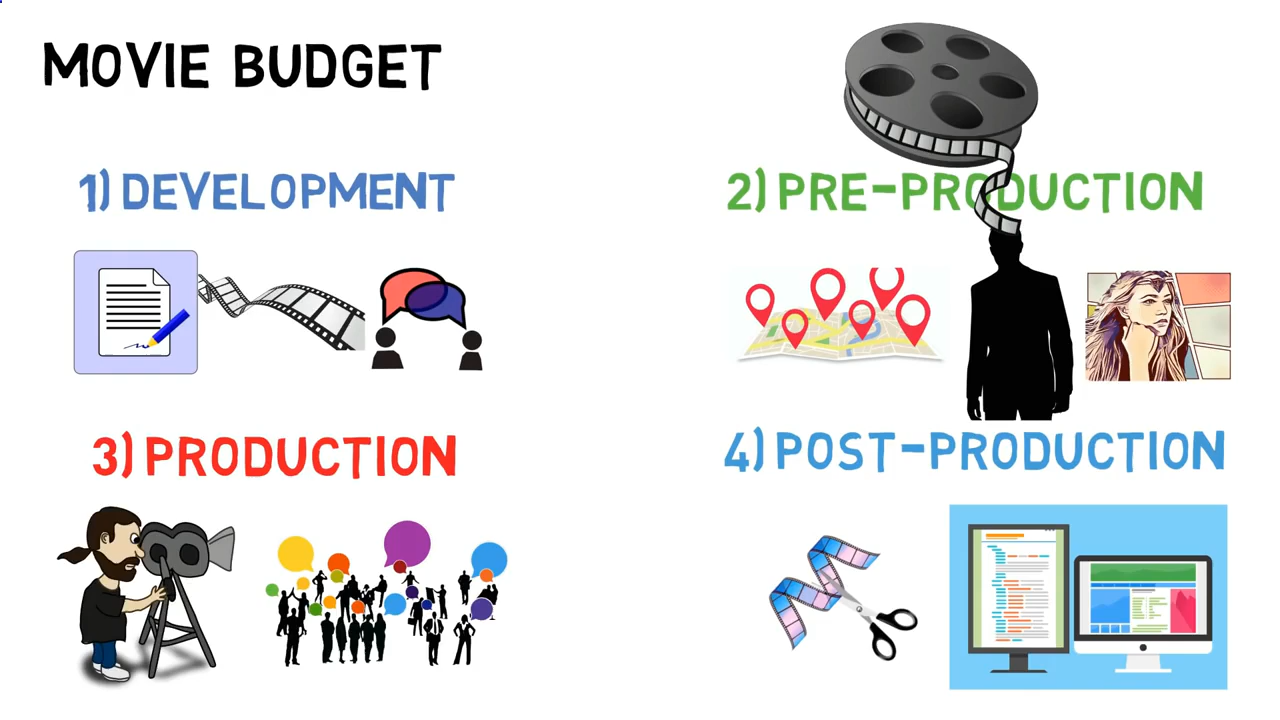 MOVIE BUDGET
1) DEVELOPMENT
2) PRE-PRODUCTION
3) PRODUCTION
4) POST-PRODUCTION